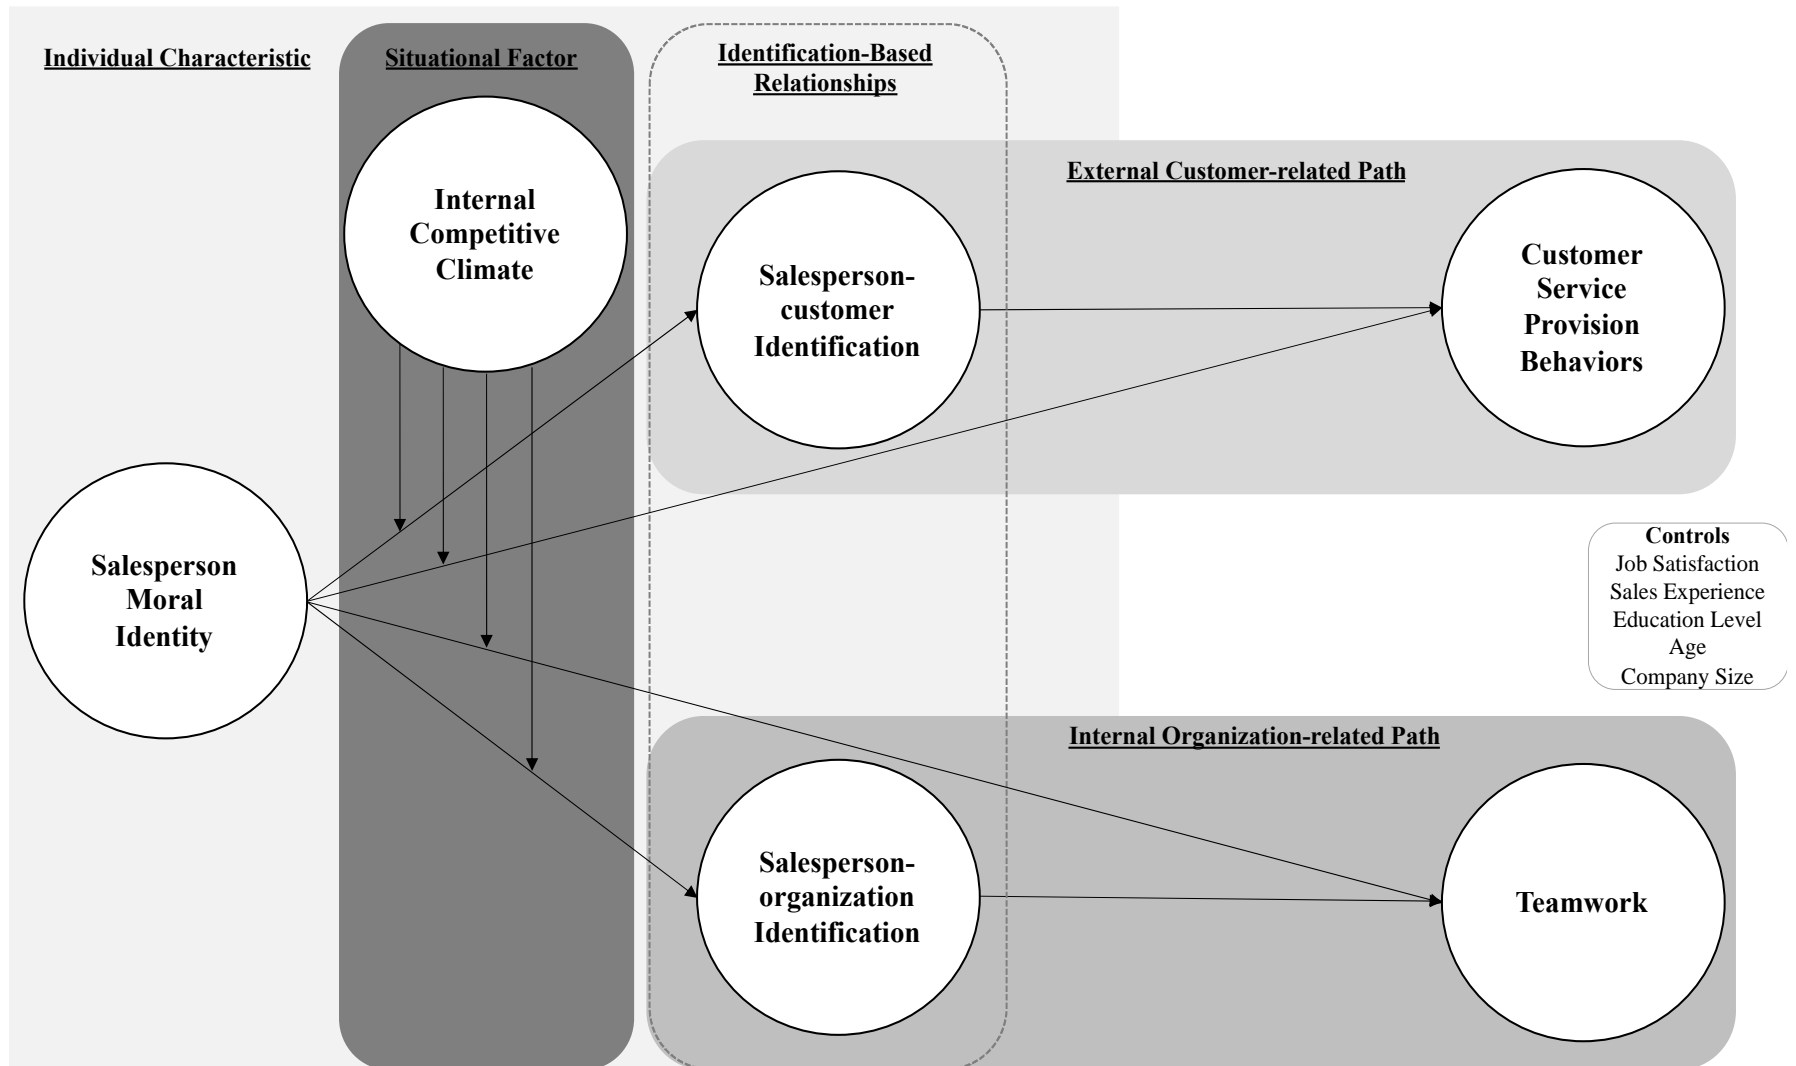 Individual Characteristic
Situational Factor
Identification-Based
Relationships
Internal
Competitive
Climate
External Customer-related Path
Salesperson-
customer
Identification
Customer
Service
Provision
Behaviors
Salesperson
Moral
Identity
Controls
Job Satisfaction
Sales Experience
Education Level
Age
Company Size
Internal Organization-related Path
Salesperson-
organization
Identification
Teamwork